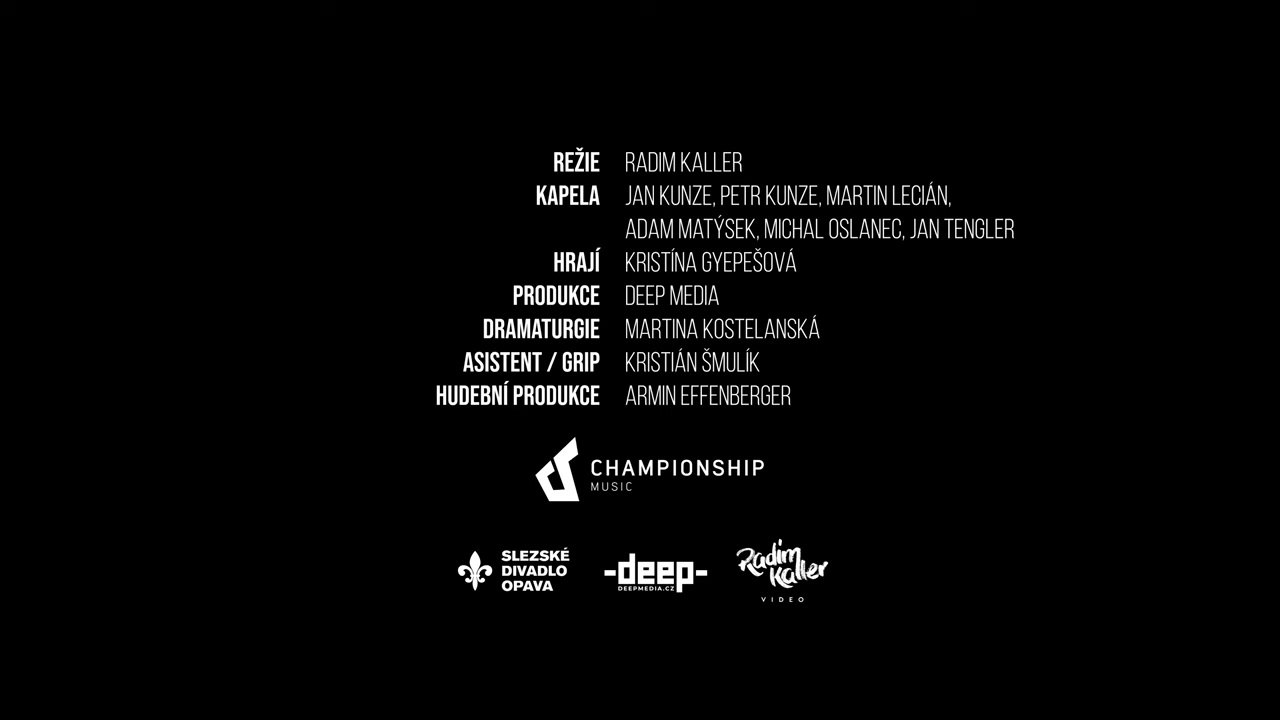 REŽIE RADIM KALLER
KAPELA JAN KUNZE, PETR KUNZE, MARTIN LECIÁN,
ADAM MATÝSEK, MICHAL OSLANEC, JAN TENGLER
HRAJÍ KRISTÍNA GYEPEŠOVÁ
PRODUKCE DEEP MEDIA
DRAMATURGIE MARTINA KOSTELANSKÁ
ASISTENT / GRIP KRISTIÁN ŠMULÍK
HUDEBNÍ PRODUKCE ARMIN EFFENBERGER
CHAMPIONSHIP
MUSIC
SLEZSKÉ
DIVADLO
OPAVA
-deep-
DEEPMEDIA.CZ
Radim
Kaller
VIDEO